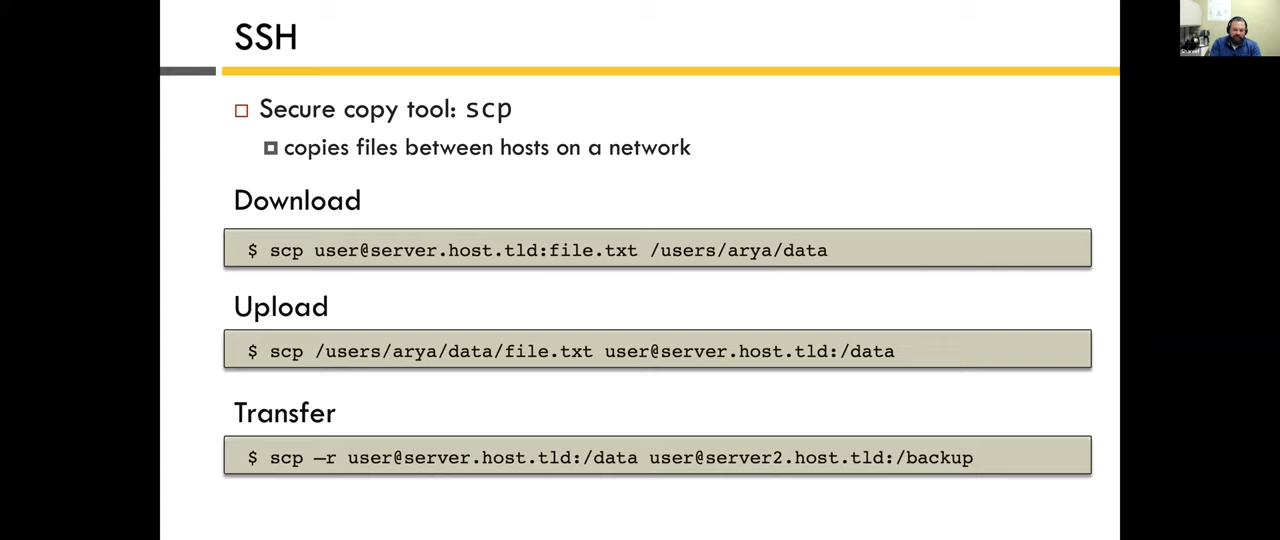 SSH
Secure copy tool: scp
copies files between hosts on a network
Download
$ scp user@server.host.tld:file.txt /users/arya/data
Upload
$ scp /users/arya/data/file.txt user@server.host.tld:/data
Transfer
$ scp –r user@server.host.tld:/data user@server2.host.tld:/backup